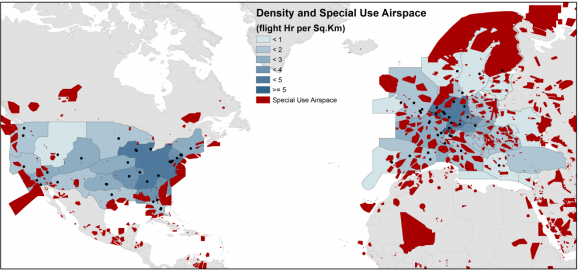 Density and Special Use Airspace
(flight Hr per Sq.Km)
< 1
< 2
< 3
< 4
< 5
>= 5
Special Use Airspace